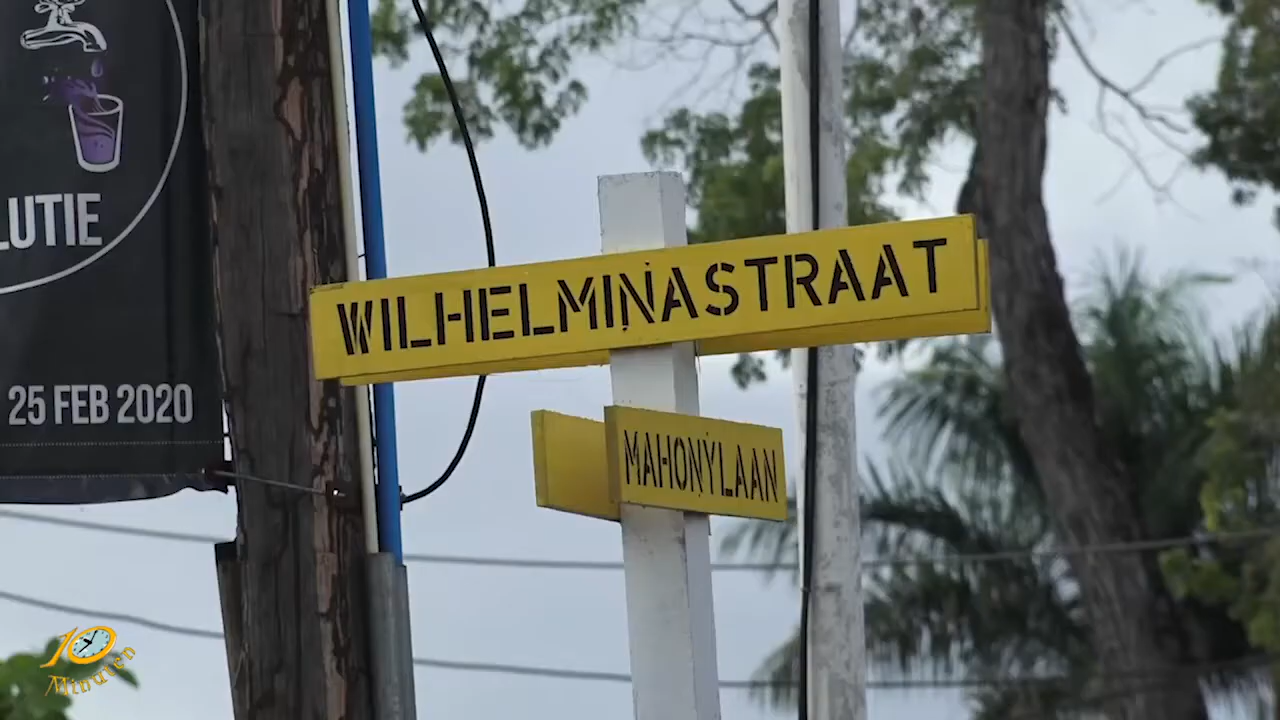 LUTIE
25 FEB 2020
WILHELMINASTRAAT
MAHONYLAAN
10
Minuten